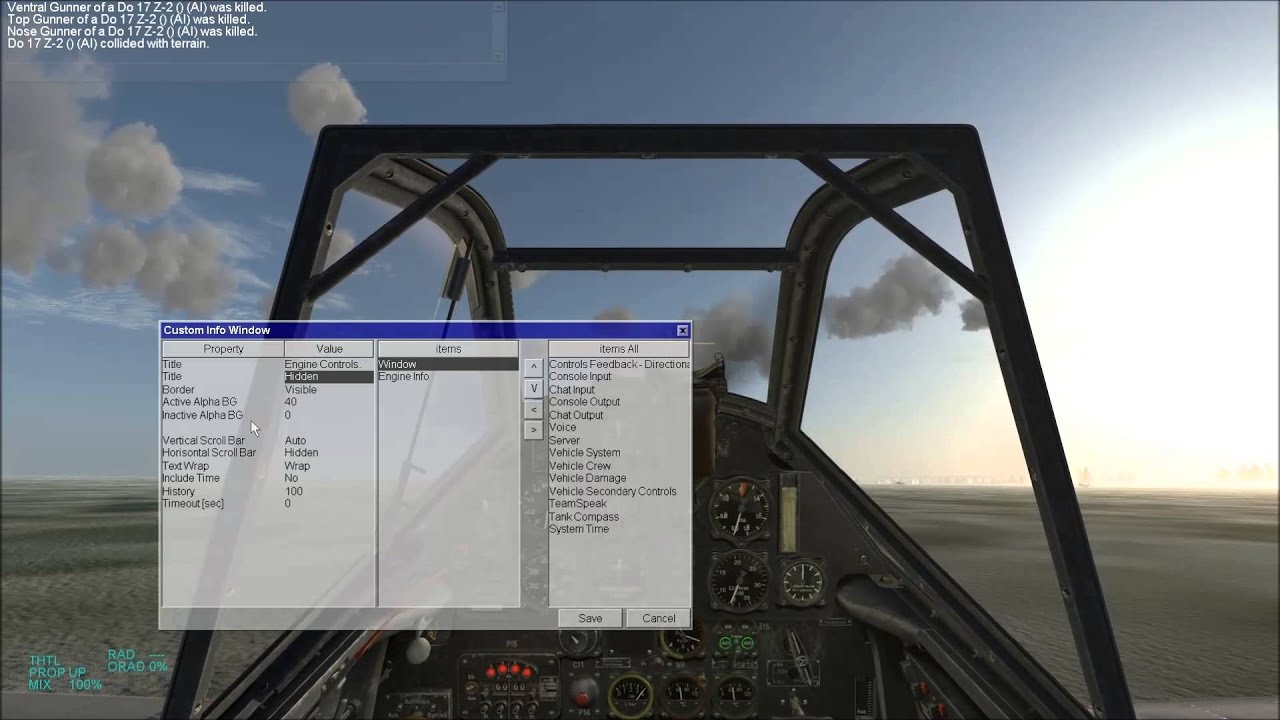 Ventral Gunner of a Do 17 Z-2 () (AI) was killed.
Top Gunner of a Do 17 Z-2 () (AI) was killed.
Nose Gunner of a Do 17 Z-2 () (AI) was killed.
Do 17 Z-2 () (AI) collided with terrain.
Custom Info Window
Property Value items items All
Title Engine Controls. Window Controls Feedback - Directiona
Title Hidden Engine Info Console Input
Border Visible Chat Input
Active Alpha BG 40 Console Output
Inactive Alpha BG 0 Chat Output
Voice
Vertical Scroll Bar Auto Server
Horisontal Scroll Bar Hidden Vehicle System
Text Wrap Wrap Vehicle Crew
Include Time No Vehicle Damage
History 100 Vehicle Secondary Controls
Timeout [sec] 0 TeamSpeak
Tank Compass
System Time
^
V
<
>
Save Cancel
THTL RAD ----
PROP UP ORAD 0%
MIX 100%